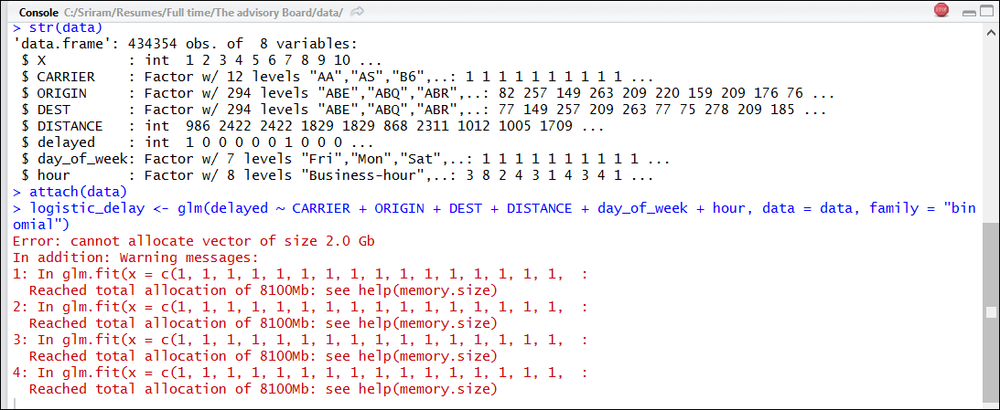 Console C:/Sriram/Resumes/Full time/The advisory Board/data/
STOP
> str(data)
'data.frame': 434354 obs. of  8 variables:
 $ X          : int  1 2 3 4 5 6 7 8 9 10 ...
 $ CARRIER    : Factor w/ 12 levels "AA","AS","B6",..: 1 1 1 1 1 1 1 1 1 1 ...
 $ ORIGIN     : Factor w/ 294 levels "ABE","ABQ","ABR",..: 82 257 149 263 209 220 159 209 176 76 ...
 $ DEST       : Factor w/ 294 levels "ABE","ABQ","ABR",..: 77 149 257 209 263 77 75 278 209 185 ...
 $ DISTANCE   : int  986 2422 2422 1829 1829 868 2311 1012 1005 1709 ...
 $ delayed    : int  1 0 0 0 0 0 1 0 0 0 ...
 $ day_of_week: Factor w/ 7 levels "Fri","Mon","Sat",..: 1 1 1 1 1 1 1 1 1 1 ...
 $ hour       : Factor w/ 8 levels "Business-hour",..: 3 8 2 4 3 1 4 3 4 1 ...
> attach(data)
> logistic_delay <- glm(delayed ~ CARRIER + ORIGIN + DEST + DISTANCE + day_of_week + hour, data = data, family = "bin
omial")
Error: cannot allocate vector of size 2.0 Gb
In addition: Warning messages:
1: In glm.fit(x = c(1, 1, 1, 1, 1, 1, 1, 1, 1, 1, 1, 1, 1, 1, 1, 1,  :
  Reached total allocation of 8100Mb: see help(memory.size)
2: In glm.fit(x = c(1, 1, 1, 1, 1, 1, 1, 1, 1, 1, 1, 1, 1, 1, 1, 1,  :
  Reached total allocation of 8100Mb: see help(memory.size)
3: In glm.fit(x = c(1, 1, 1, 1, 1, 1, 1, 1, 1, 1, 1, 1, 1, 1, 1, 1,  :
  Reached total allocation of 8100Mb: see help(memory.size)
4: In glm.fit(x = c(1, 1, 1, 1, 1, 1, 1, 1, 1, 1, 1, 1, 1, 1, 1, 1,  :
  Reached total allocation of 8100Mb: see help(memory.size)